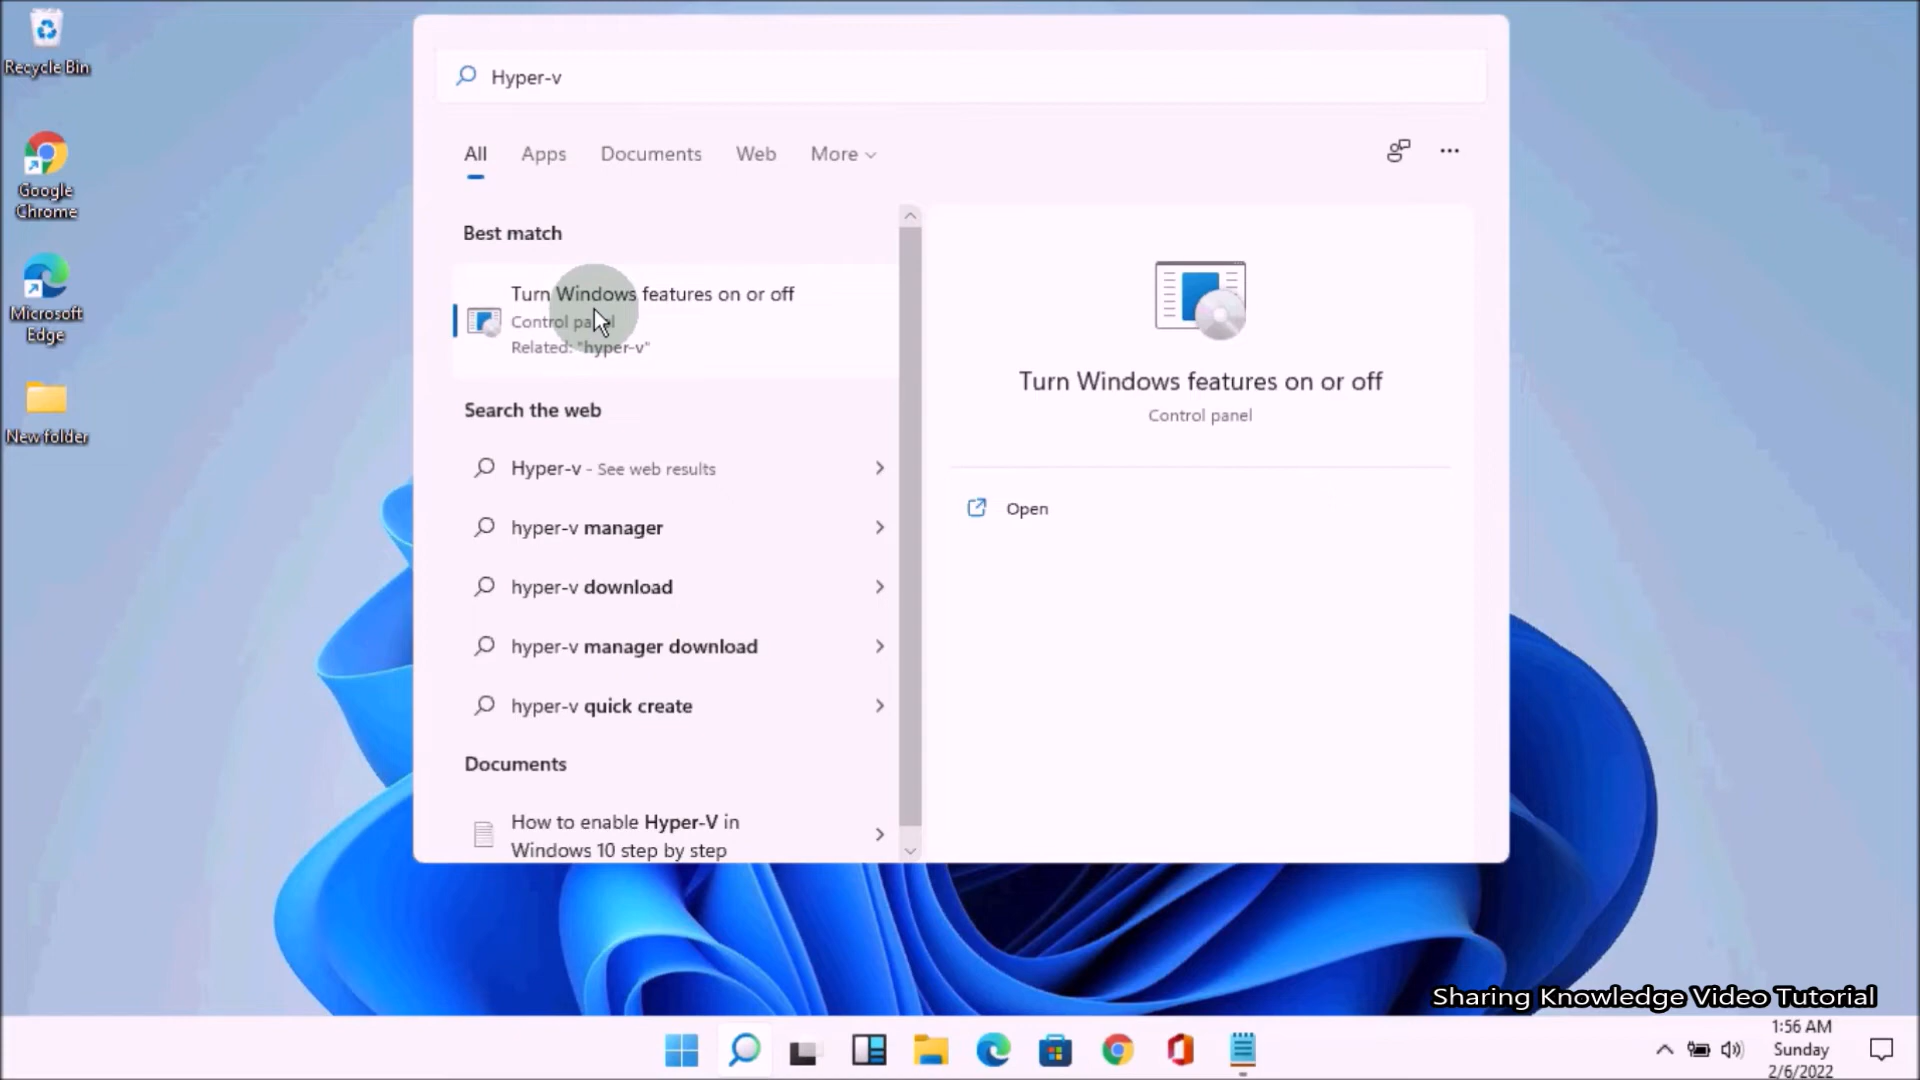 Recycle Bin
Google
Chrome
Microsoft
Edge
New folder
Hyper-v
All Apps Documents Web More
Best match
Turn Windows features on or off
Control panel
Related: "hyper-v"
Search the web
Hyper-v - See web results
hyper-v manager
hyper-v download
hyper-v manager download
hyper-v quick create
Documents
How to enable Hyper-V in
Windows 10 step by step
Turn Windows features on or off
Control panel
Open
Sharing Knowledge Video Tutorial
1:56 AM
Sunday
2/6/2022